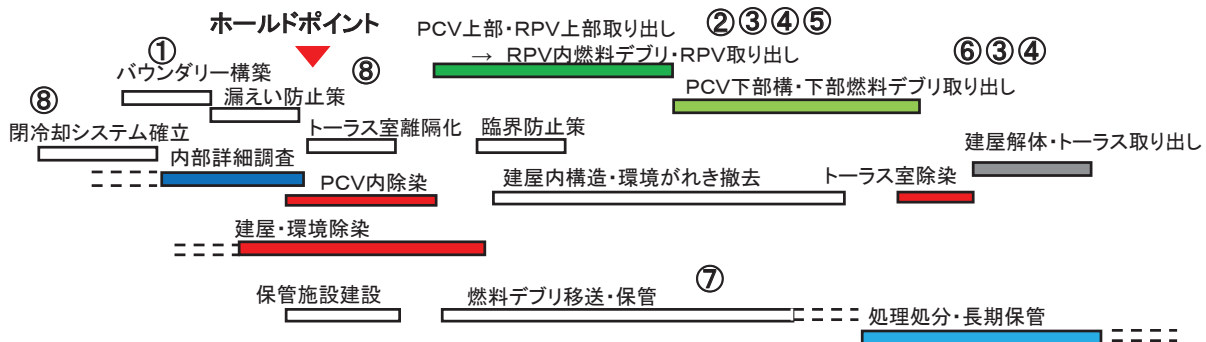 ホールドポイント
PCV上部・RPV上部取り出し
→ RPV内燃料デブリ・RPV取り出し
②③④⑤
①
バウンダリー構築
⑧
漏えい防止策
⑥③④
PCV下部構・下部燃料デブリ取り出し
⑧
閉冷却システム確立
トーラス室離隔化
臨界防止策
建屋解体・トーラス取り出し
内部詳細調査
PCV内除染
建屋内構造・環境がれき撤去
トーラス室除染
建屋・環境除染
⑦
保管施設建設
燃料デブリ移送・保管
処理処分・長期保管